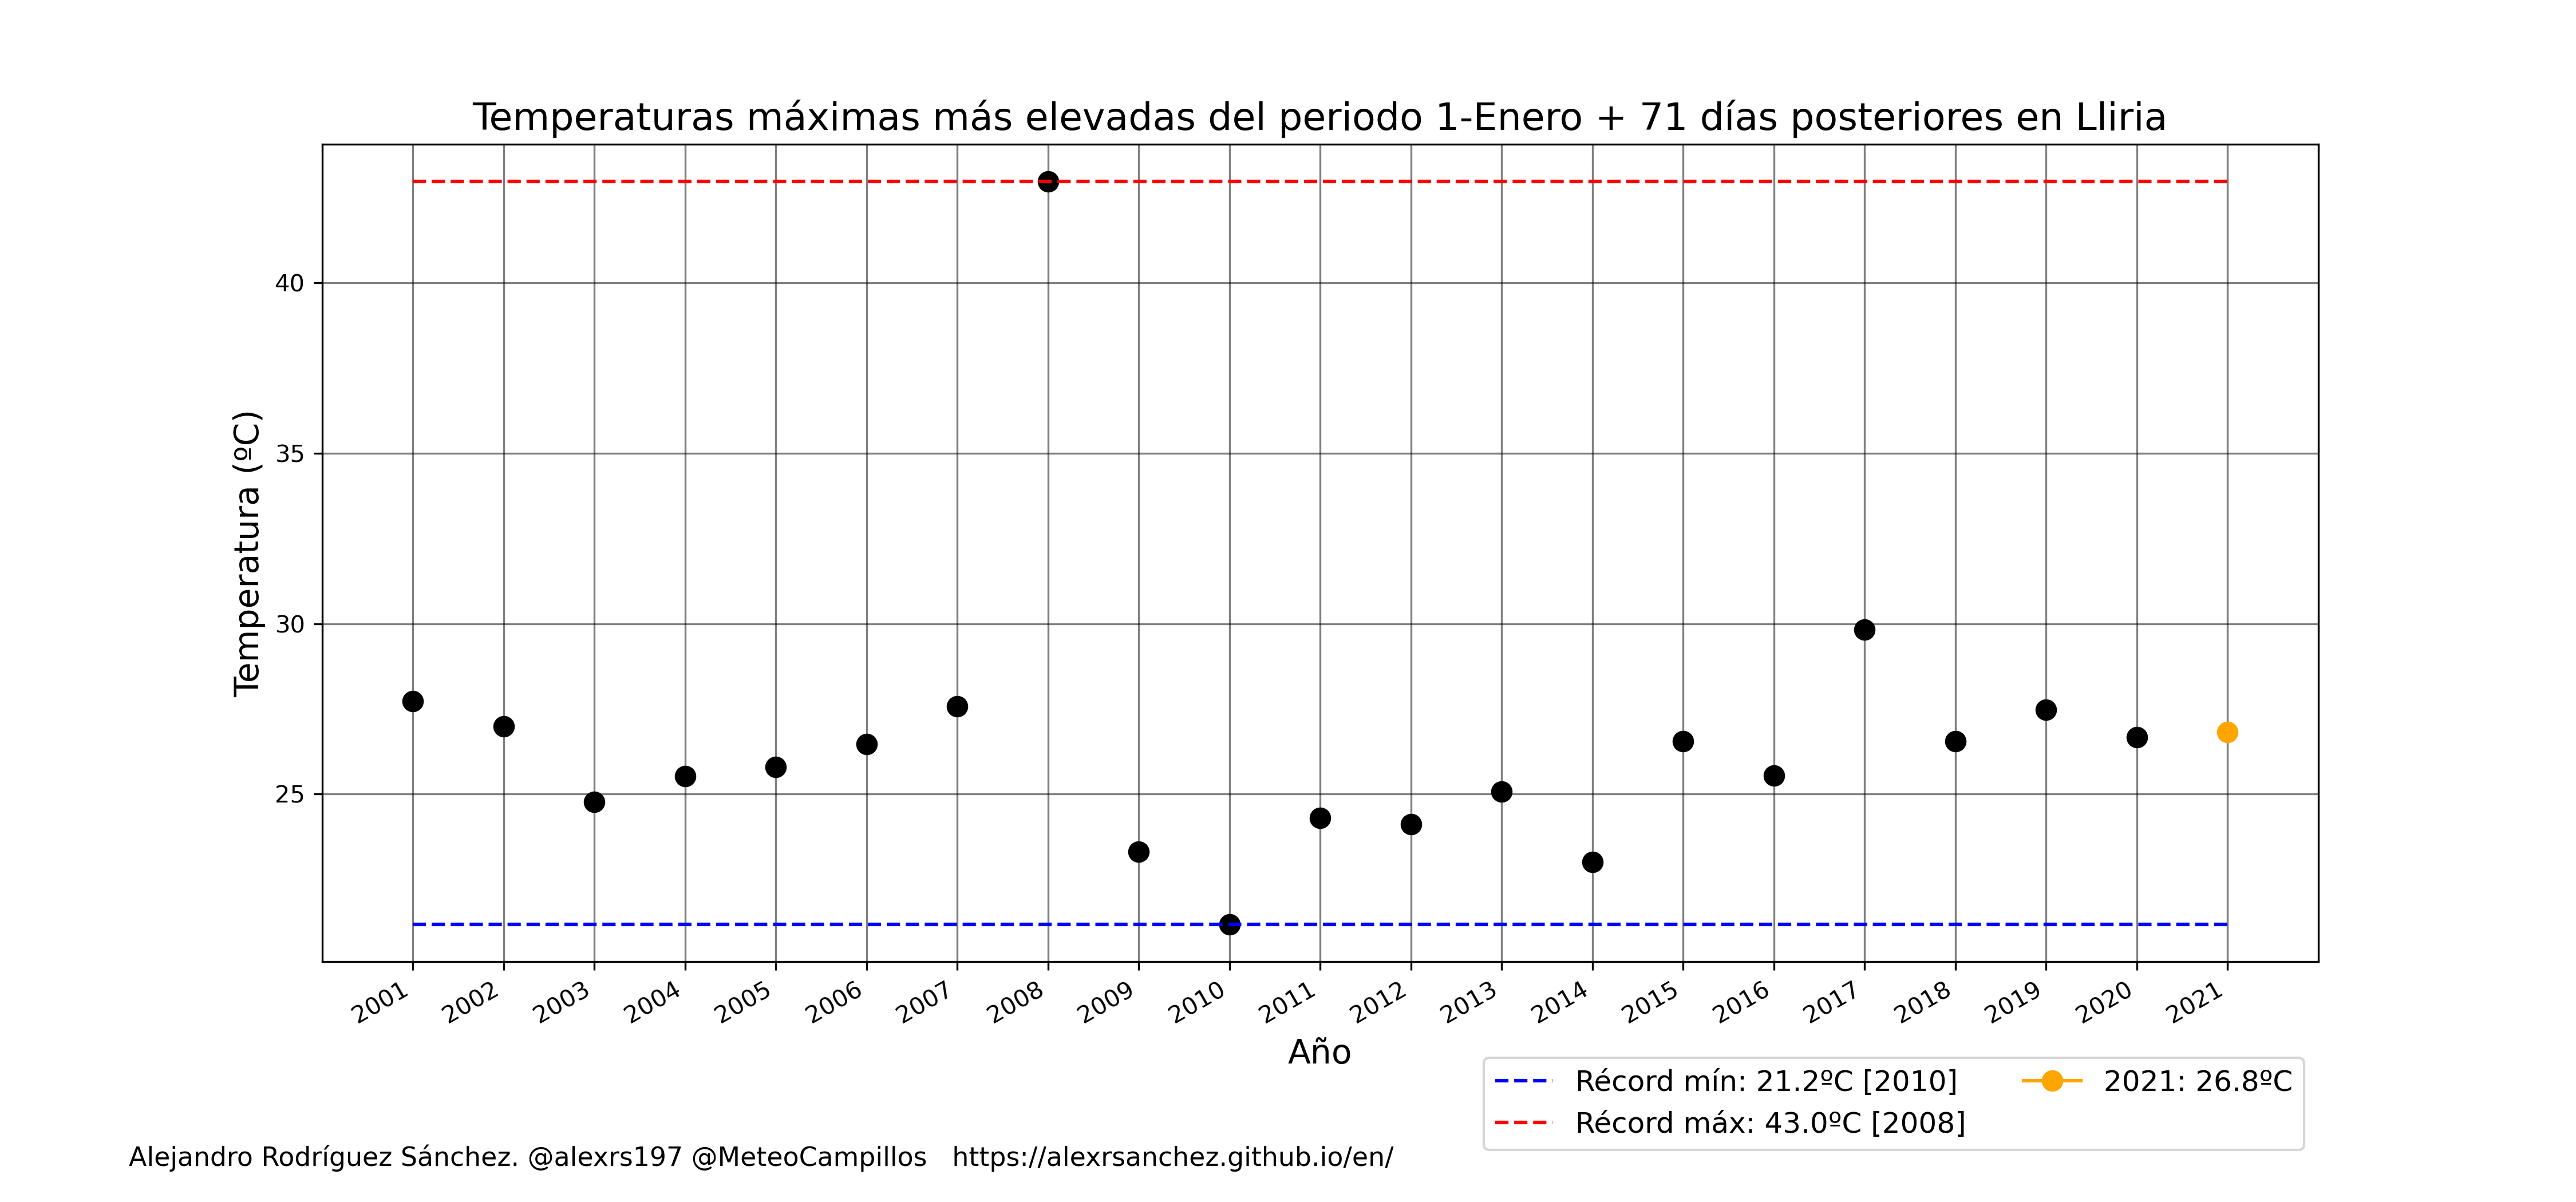 Temperaturas máximas más elevadas del periodo 1-Enero + 71 días posteriores en Lliria
Temperatura (ºC)
40
35
30
25
2001 2002 2003 2004 2005 2006 2007 2008 2009 2010 2011 2012 2013 2014 2015 2016 2017 2018 2019 2020 2021
Año
Récord mín: 21.2ºC [2010]
Récord máx: 43.0ºC [2008]
2021: 26.8ºC
Alejandro Rodríguez Sánchez. @alexrs197 @MeteoCampillos https://alexrsanchez.github.io/en/